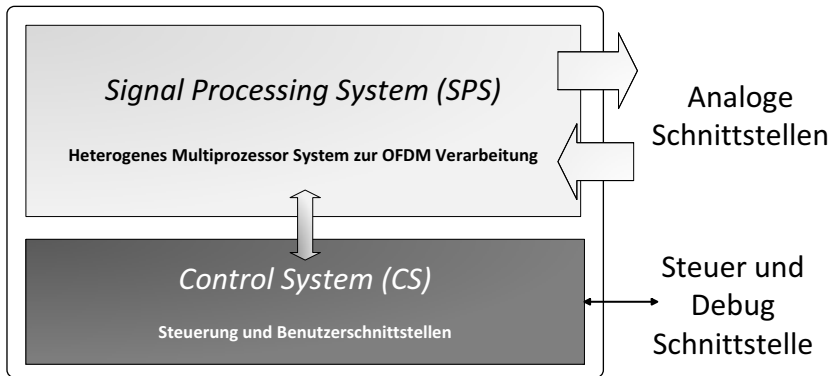 Signal Processing System (SPS)
Heterogenes Multiprozessor System zur OFDM Verarbeitung
Analoge
Schnittstellen
Control System (CS)
Steuerung und Benutzerschnittstellen
Steuer und
Debug
Schnittstelle